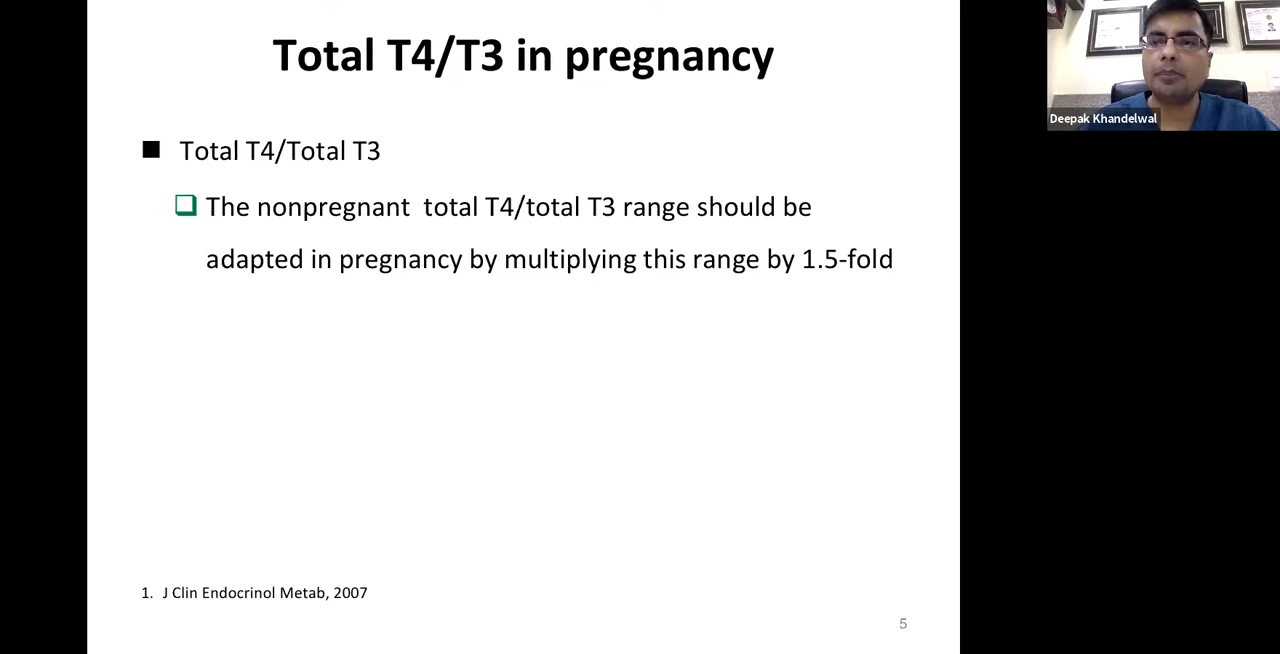 Total T4/T3 in pregnancy
Deepak Khandelwal
Total T4/Total T3
The nonpregnant total T4/total T3 range should be
adapted in pregnancy by multiplying this range by 1.5-fold
1. J Clin Endocrinol Metab, 2007
5